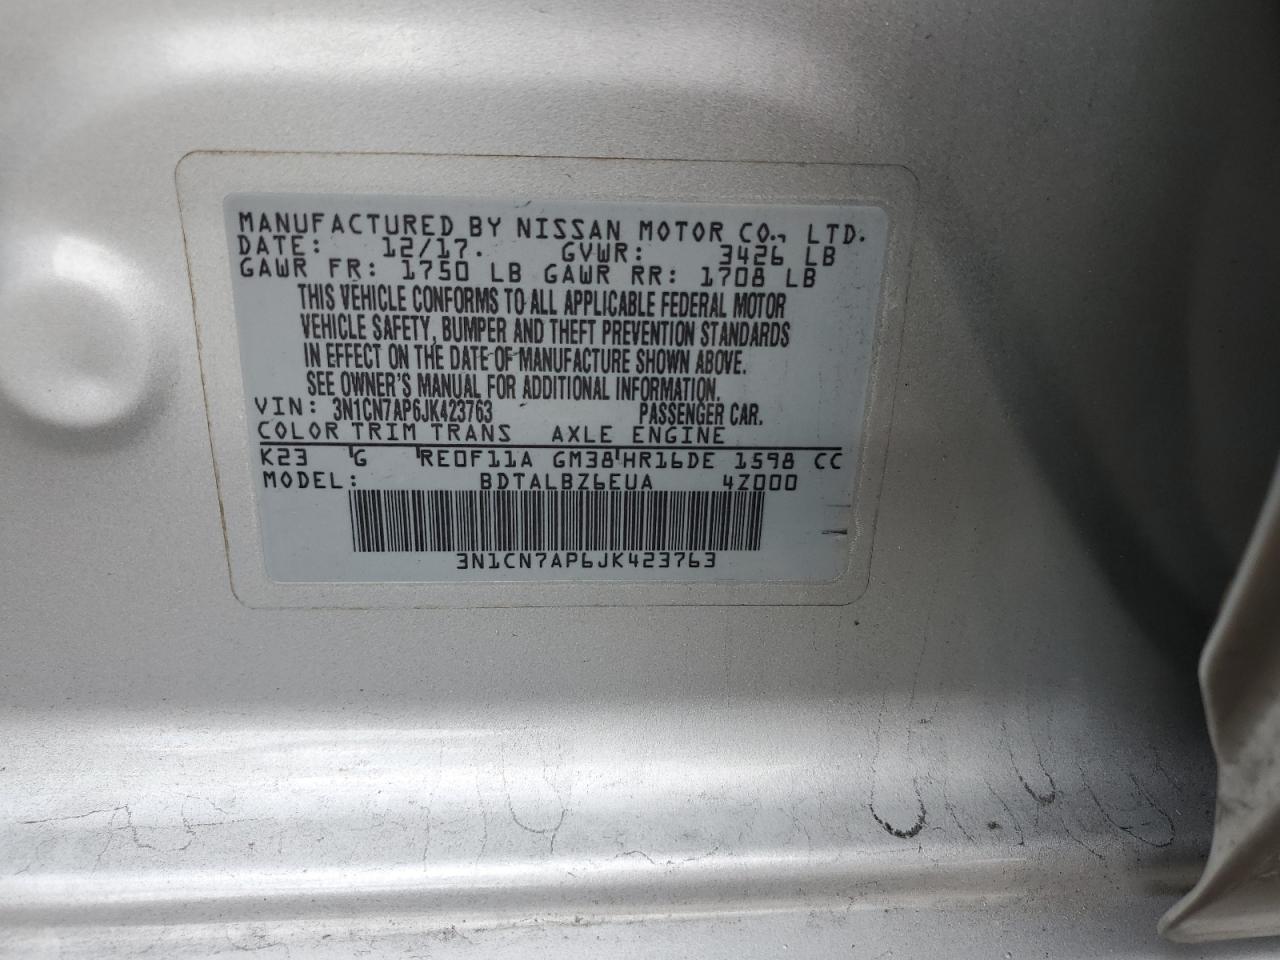 MANUFACTURED BY NISSAN MOTOR CO., LTD.
DATE: 12/17. GVWR: 3426 LB
GAWR FR: 1750 LB GAWR RR: 1708 LB
THIS VEHICLE CONFORMS TO ALL APPLICABLE FEDERAL MOTOR
VEHICLE SAFETY, BUMPER AND THEFT PREVENTION STANDARDS
IN EFFECT ON THE DATE OF MANUFACTURE SHOWN ABOVE.
SEE OWNER'S MANUAL FOR ADDITIONAL INFORMATION.
VIN: 3N1CN7AP6JK423763 PASSENGER CAR.
COLOR TRIM TRANS AXLE ENGINE
K23 G RE0F11A GM38 HR16DE 1598 CC
MODEL: BDTALBZ6EUA 4Z000
3N1CN7AP6JK423763